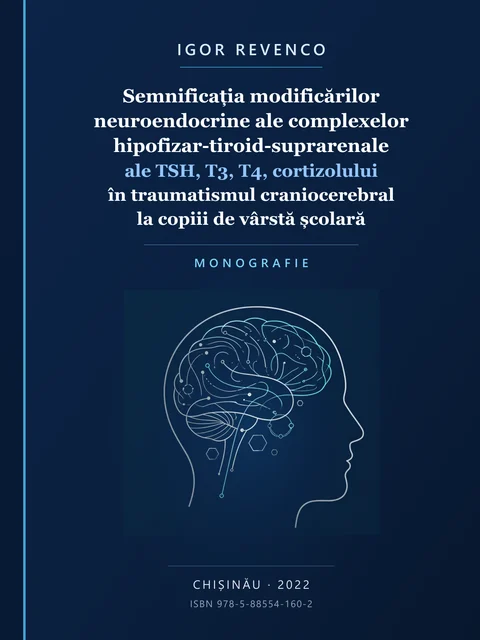 IGOR REVENCO
Semnificația modificărilor
neuroendocrine ale complexelor
hipofizar-tiroid-suprarenale
ale TSH, T3, T4, cortizolului
în traumatismul craniocerebral
la copiii de vârstă școlară
MONOGRAFIE
CHIȘINĂU · 2022
ISBN 978-5-88554-160-2